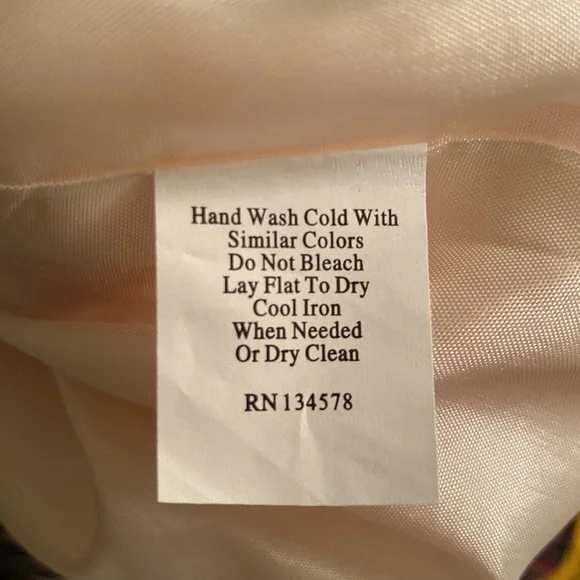 Hand Wash Cold With
Similar Colors
Do Not Bleach
Lay Flat To Dry
Cool Iron
When Needed
Or Dry Clean
RN 134578